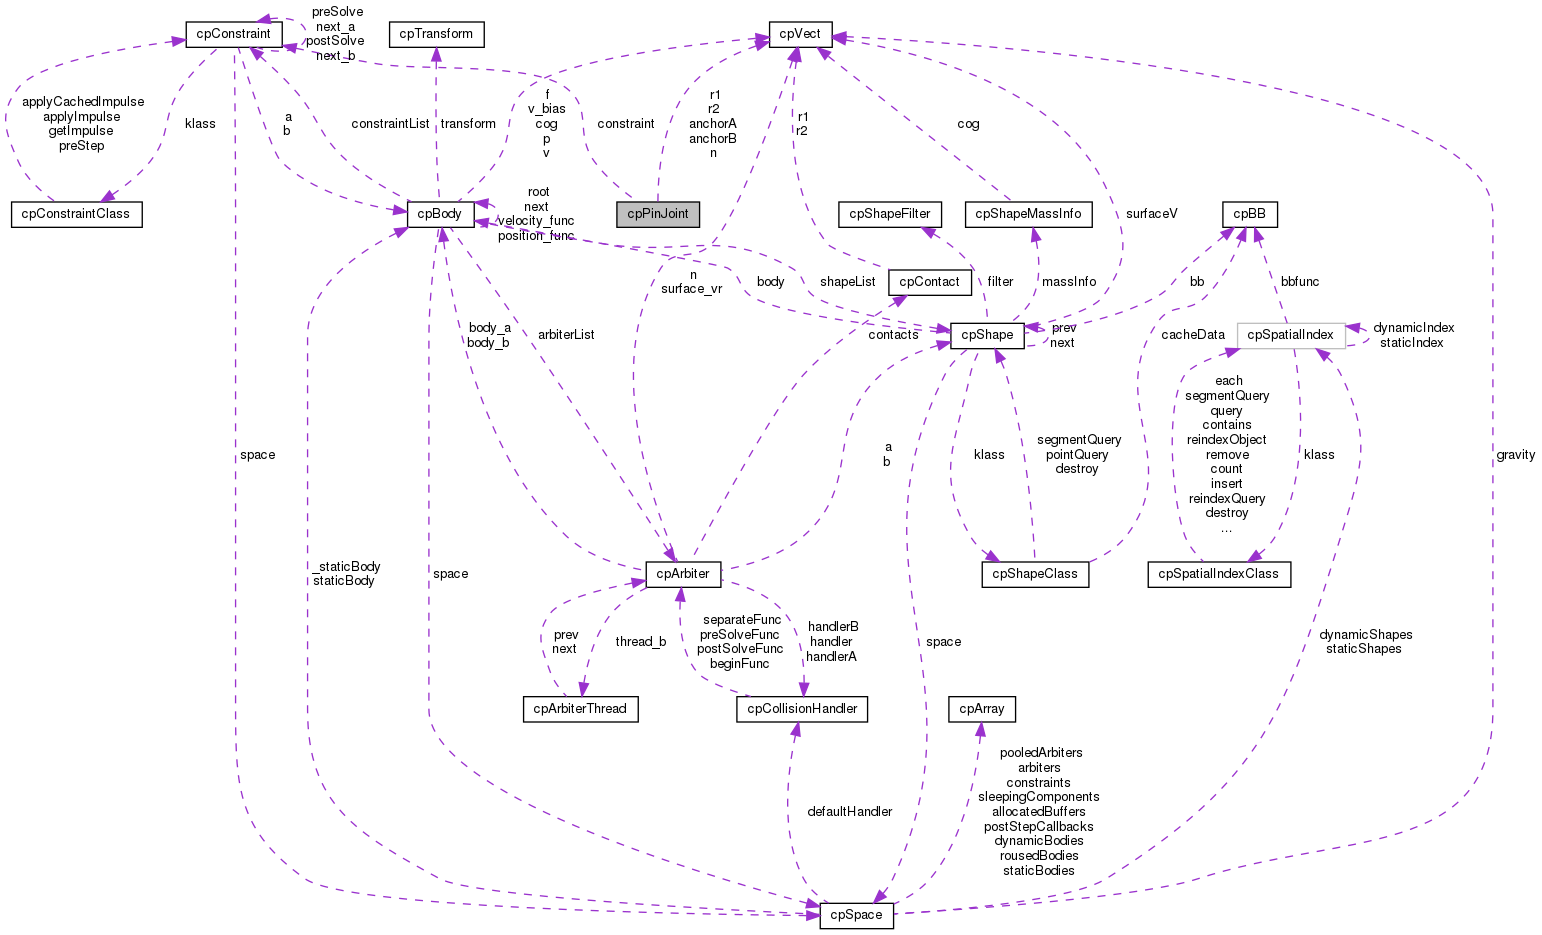 preSolve
next_a
postSolve
next_b
cpConstraint
cpTransform
cpVect
applyCachedImpulse
applyImpulse
getImpulse
preStep
klass
a
b
constraintList
transform
f
v_bias
cog
p
v
constraint
r1
r2
anchorA
anchorB
n
r1
r2
cog
surfaceV
cpConstraintClass
cpBody
root
next
velocity_func
position_func
cpPinJoint
cpShapeFilter
cpShapeMassInfo
cpBB
n
surface_vr
body
shapeList
cpContact
filter
massInfo
bb
bbfunc
body_a
body_b
arbiterList
contacts
cpShape
prev
next
cacheData
cpSpatialIndex
dynamicIndex
staticIndex
each
segmentQuery
query
contains
reindexObject
remove
count
insert
reindexQuery
destroy
...
space
a
b
klass
segmentQuery
pointQuery
destroy
klass
gravity
_staticBody
staticBody
space
cpArbiter
cpShapeClass
cpSpatialIndexClass
prev
next
thread_b
separateFunc
preSolveFunc
postSolveFunc
beginFunc
handlerB
handler
handlerA
space
dynamicShapes
staticShapes
cpArbiterThread
cpCollisionHandler
cpArray
defaultHandler
pooledArbiters
arbiters
constraints
sleepingComponents
allocatedBuffers
postStepCallbacks
dynamicBodies
rousedBodies
staticBodies
cpSpace